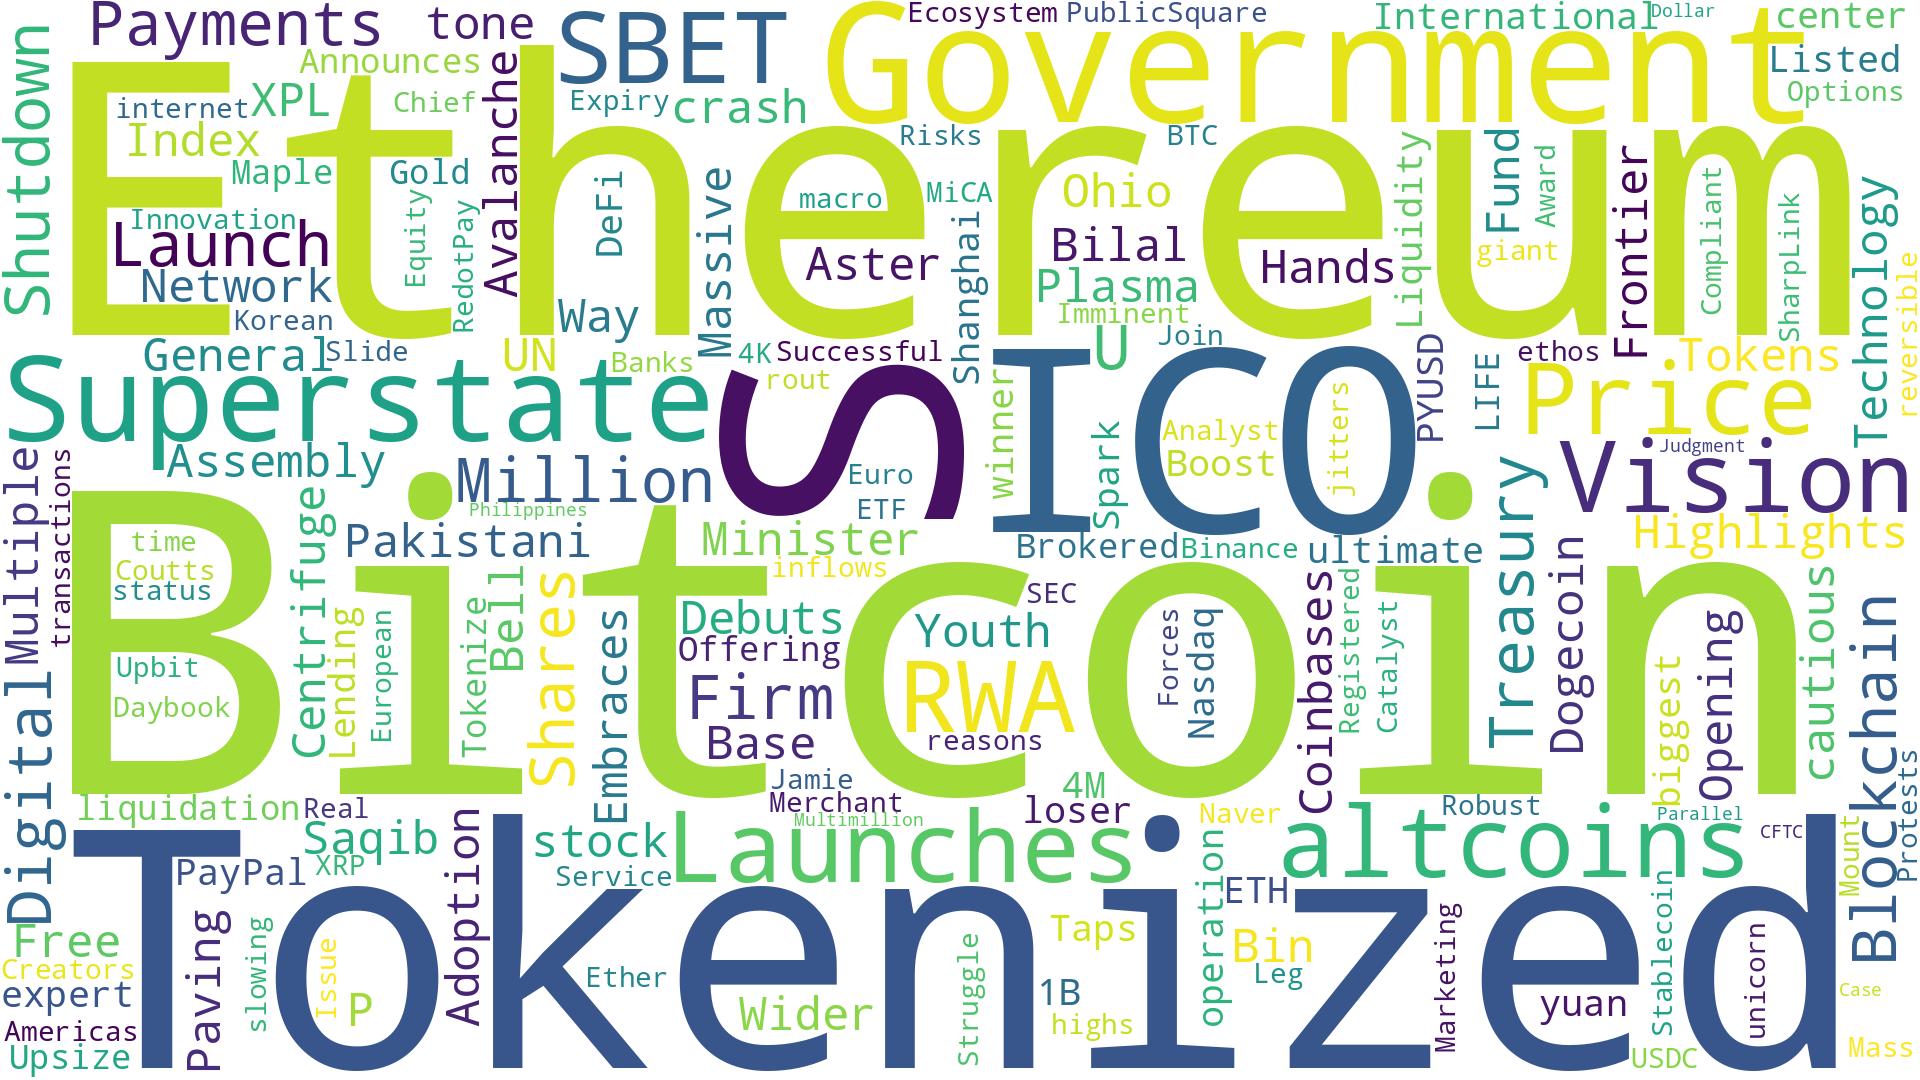 Payments
tone
SBET
Ecosystem
PublicSquare
Government
International
Dollar
center
Listed
Options
Shutdown
Announces
internet
XPL
Chief
Index
Maple
Gold
Avalanche
Expiry
crash
Risks
BTC
Ethereum
Innovation
Launch
Network
Korean
Equity
RedotPay
DeFi
Way
Massive
macro
MiCA
Aster
Shanghai
Ohio
Bilal
Plasma
Imminent
Hands
Liquidity
Fund
Award
giant
Frontier
Compliant
SharpLink
Technology
reversible
General
Slide
UN
Banks
4K
Successful
rout
Join
U
ethos
Tokens
Superstate
S
ICO
PYUSD
LIFE
Price
Assembly
Million
Philippines
Euro
ETF
winner
Spark
Analyst
Boost
jitters
Treasury
Vision
Judgment
Highlights
Multiple
transactions
Pakistani
Minister
inflows
Brokered
Binance
ultimate
Bitcoin
time
Coutts
status
Upbit
Daybook
Centrifuge
Lending
European
Tokenize
Bell
Shares
Embraces
Debuts
Offering
Firm
Base
SEC
Youth
RWA
reasons
Forces
Nasdaq
Coinbases
Registered
Catalyst
Dogecoin
biggest
Opening
cautious
Blockchain
Protests
Digital
liquidation
Real
Jamie
Merchant
Multimillion
4M
loser
Naver
Robust
Parallel
CFTC
Mount
Saqib
XRP
PayPal
Adoption
stock
Service
Launches
altcoins
ETH
operation
Tokenized
Free
Creators
expert
Americas
Upsize
Paving
slowing
Issue
P
Ether
Wider
Struggle
Taps
1B
highs
Bin
Leg
Marketing
yuan
Stablecoin
USDC
unicorn
Case
Mass